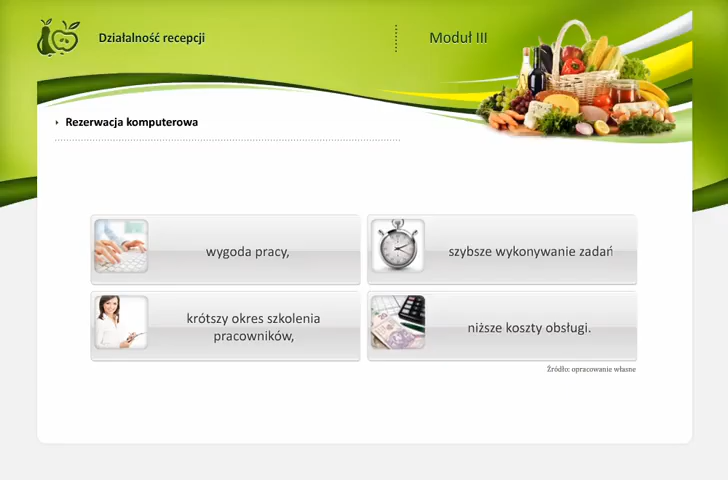 Działalność recepcji
Moduł III
Rezerwacja komputerowa
wygoda pracy,
szybsze wykonywanie zadań
krótszy okres szkolenia
pracowników,
niższe koszty obsługi.
Źródło: opracowanie własne